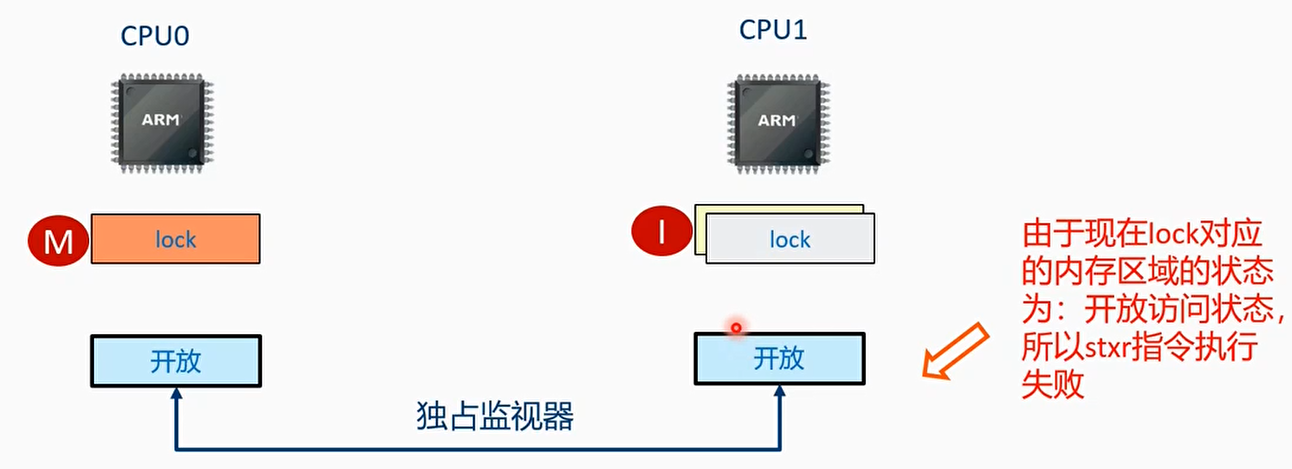 CPU0
CPU1
ARM
ARM
M
lock
I
lock
由于现在lock对应
的内存区域的状态
为：开放访问状态，
所以stxr指令执行
失败
开放
开放
独占监视器